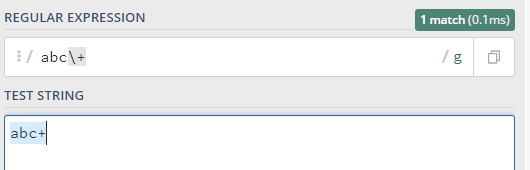 REGULAR EXPRESSION 1 match (0.1ms)
/ abc\+ / g
TEST STRING
abc+